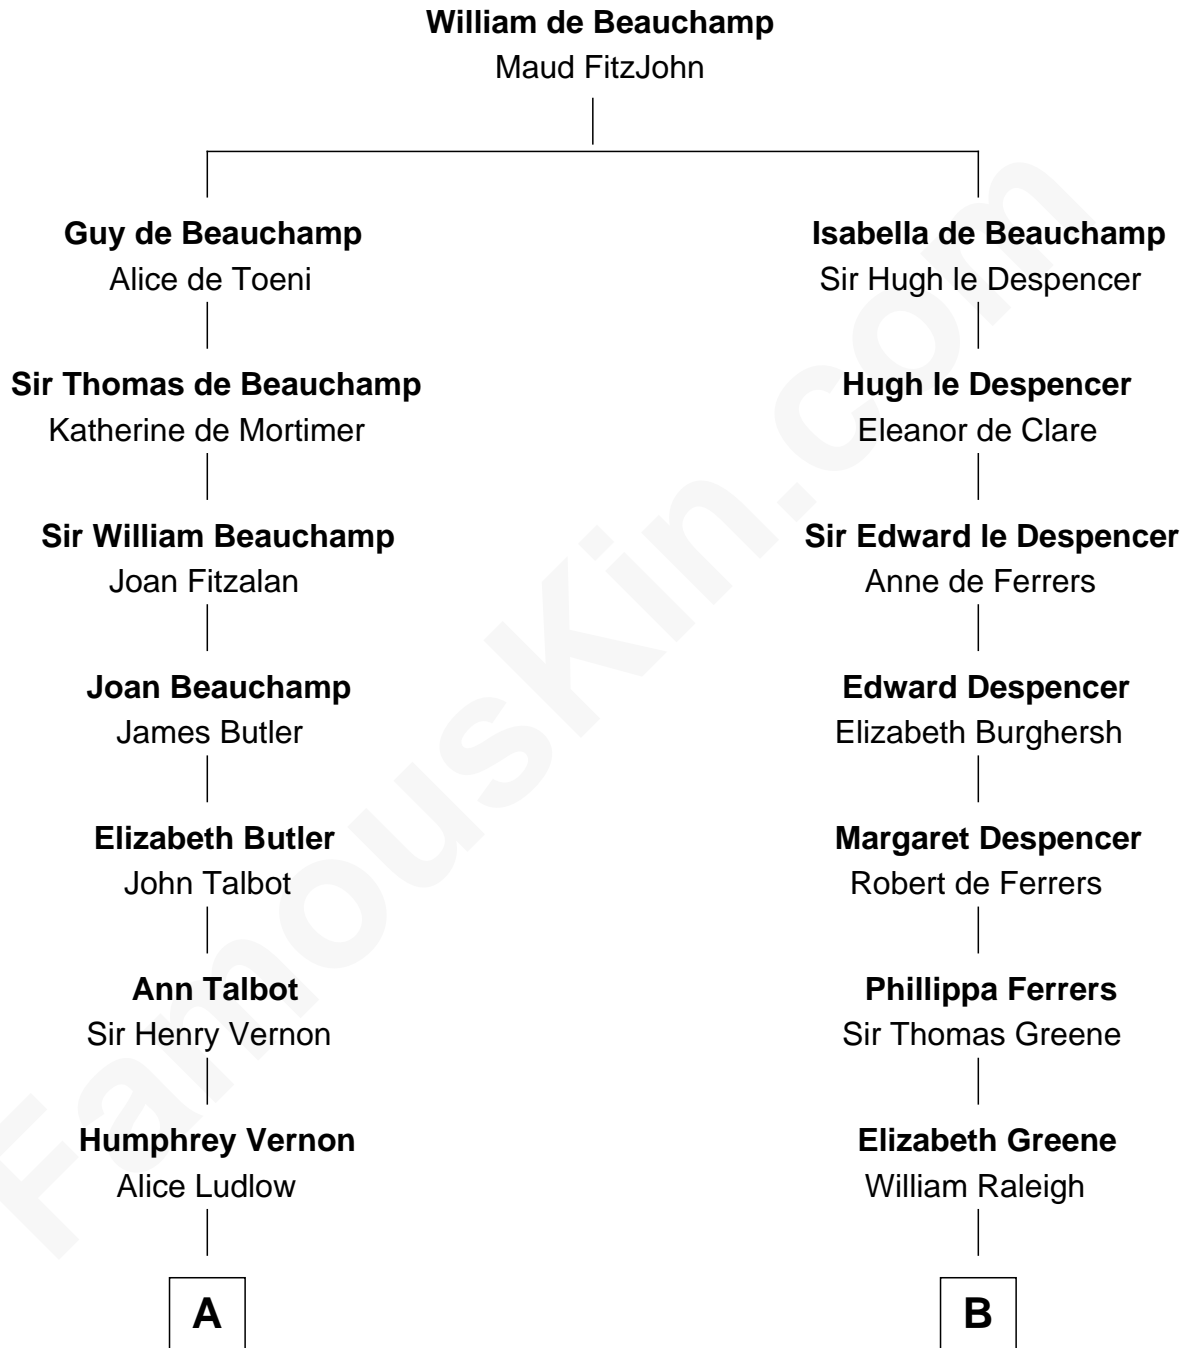 William de Beauchamp
Maud FitzJohn
Guy de Beauchamp
Alice de Toeni
Isabella de Beauchamp
Sir Hugh le Despencer
Sir Thomas de Beauchamp
Katherine de Mortimer
Hugh le Despencer
Eleanor de Clare
Sir William Beauchamp
Joan Fitzalan
Sir Edward le Despencer
Anne de Ferrers
Joan Beauchamp
James Butler
Edward Despencer
Elizabeth Burghersh
Elizabeth Butler
John Talbot
Margaret Despencer
Robert de Ferrers
Ann Talbot
Sir Henry Vernon
Phillippa Ferrers
Sir Thomas Greene
Humphrey Vernon
Alice Ludlow
Elizabeth Greene
William Raleigh
A
B
FamousKin.com